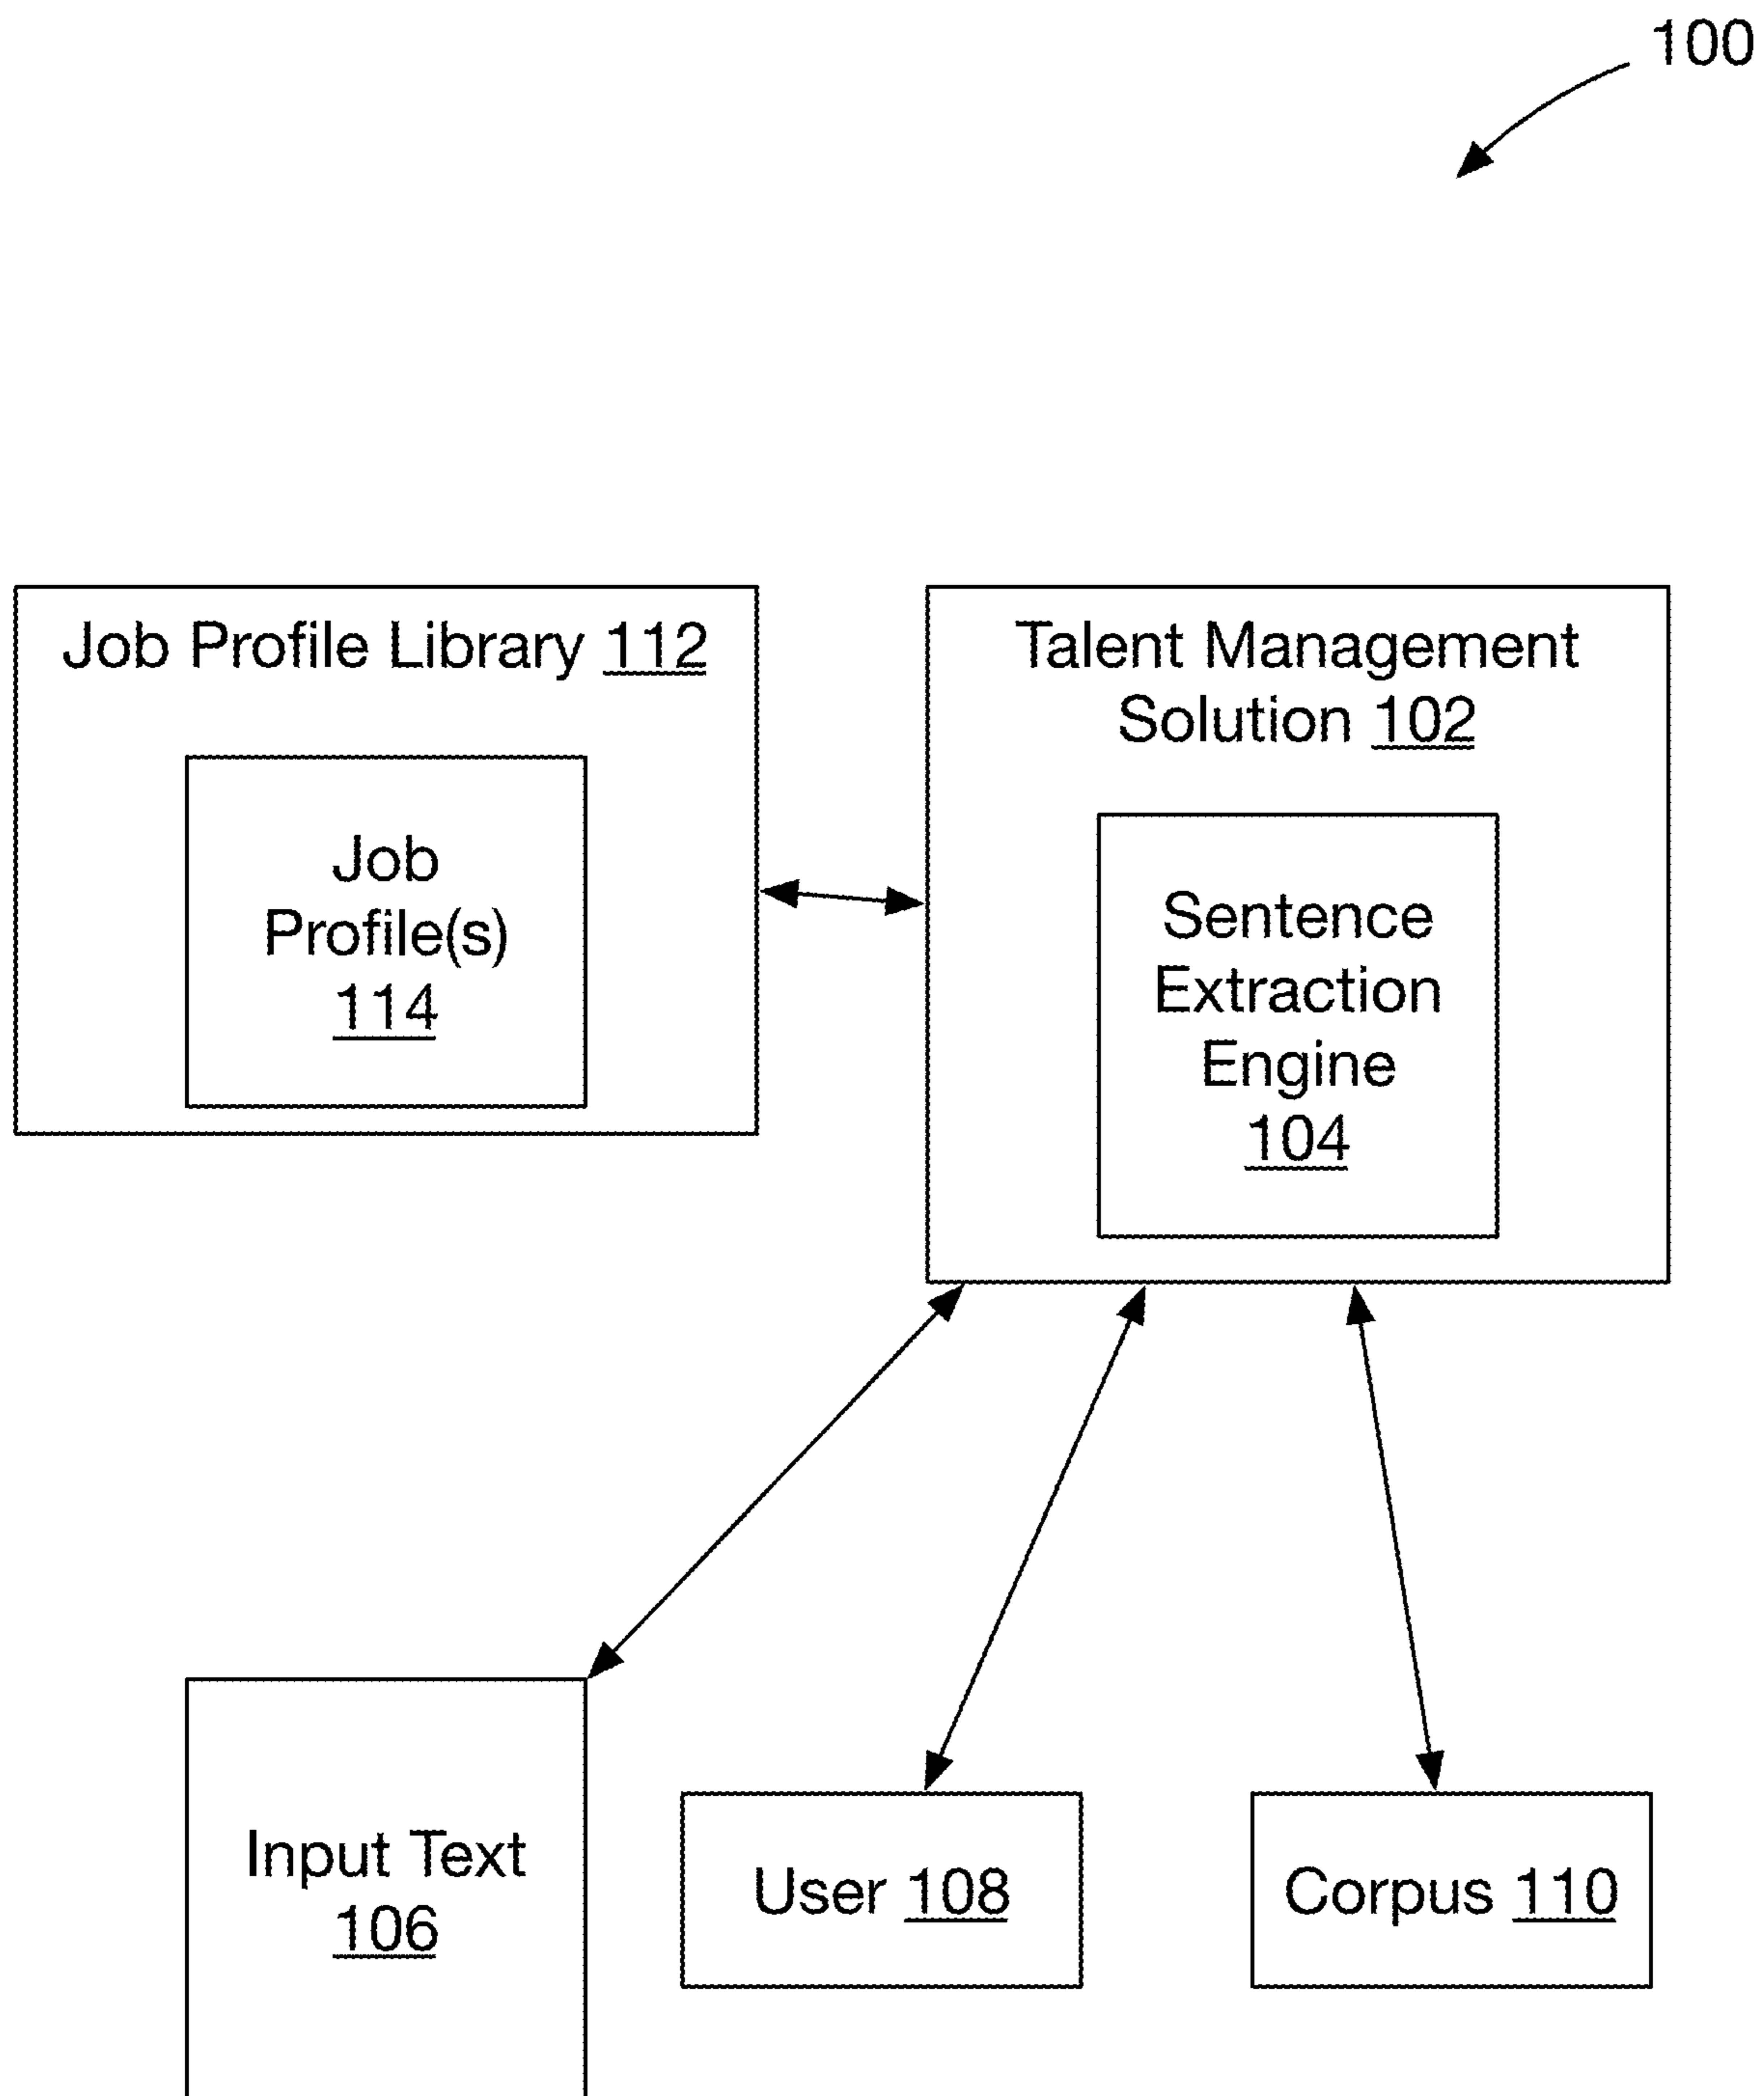 100
Job Profile Library 112
Job
Profile(s)
114
Talent Management
Solution 102
Sentence
Extraction
Engine
104
Input Text
106
User 108
Corpus 110